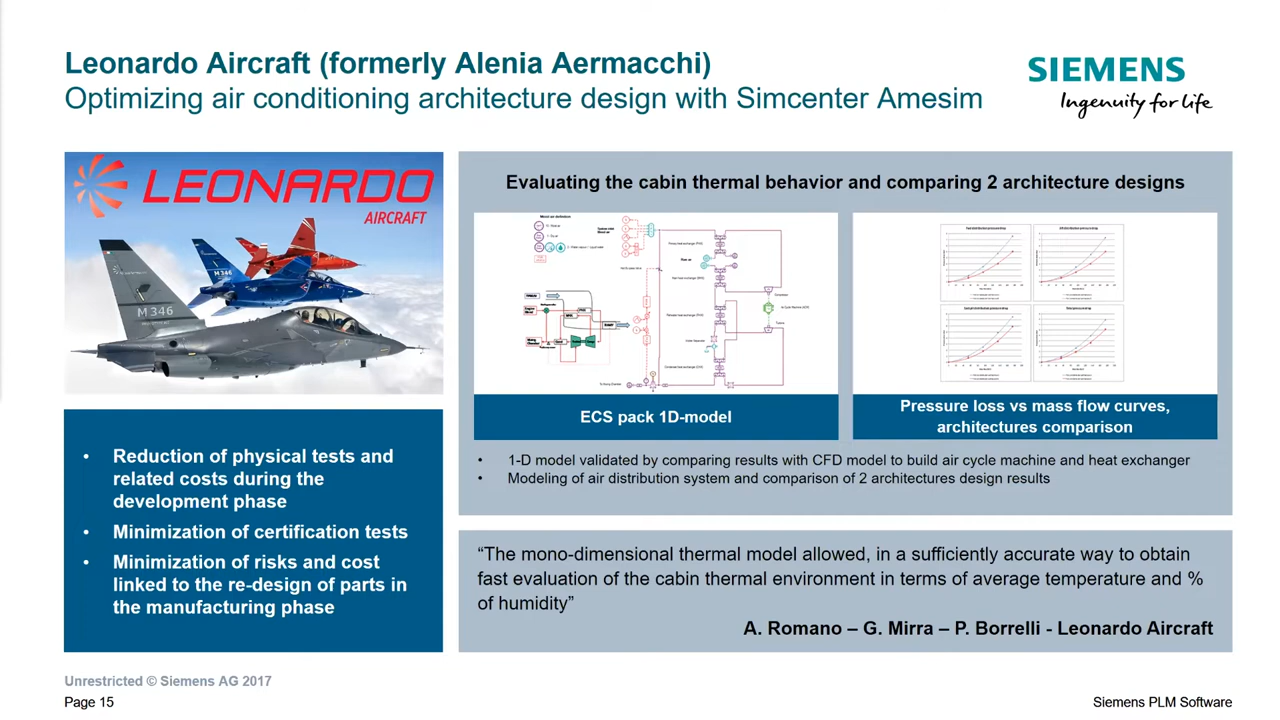 Leonardo Aircraft (formerly Alenia Aermacchi)
Optimizing air conditioning architecture design with Simcenter Amesim
SIEMENS
Ingenuity for life
LEONARDO
AIRCRAFT
M 346
M 346
Evaluating the cabin thermal behavior and comparing 2 architecture designs
ECS pack 1D-model
Pressure loss vs mass flow curves,
architectures comparison
• Reduction of physical tests and
related costs during the
development phase
• Minimization of certification tests
• Minimization of risks and cost
linked to the re-design of parts in
the manufacturing phase
• 1-D model validated by comparing results with CFD model to build air cycle machine and heat exchanger
• Modeling of air distribution system and comparison of 2 architectures design results
“The mono-dimensional thermal model allowed, in a sufficiently accurate way to obtain
fast evaluation of the cabin thermal environment in terms of average temperature and %
of humidity”
A. Romano – G. Mirra – P. Borrelli - Leonardo Aircraft
Unrestricted © Siemens AG 2017
Page 15
Siemens PLM Software